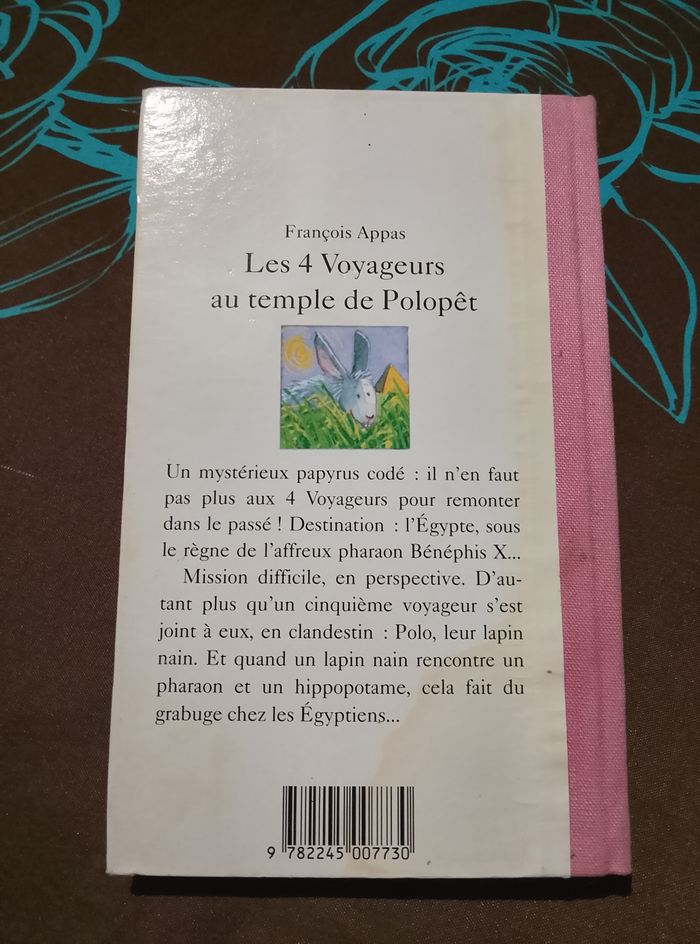 François Appas
Les 4 Voyageurs
au temple de Polopêt
Un mystérieux papyrus codé : il n'en faut
pas plus aux 4 Voyageurs pour remonter
dans le passé ! Destination : l'Égypte, sous
le règne de l'affreux pharaon Bénéphis X...
Mission difficile, en perspective. D'au-
tant plus qu'un cinquième voyageur s'est
joint à eux, en clandestin : Polo, leur lapin
nain. Et quand un lapin nain rencontre un
pharaon et un hippopotame, cela fait du
grabuge chez les Égyptiens...
9 782245 007730